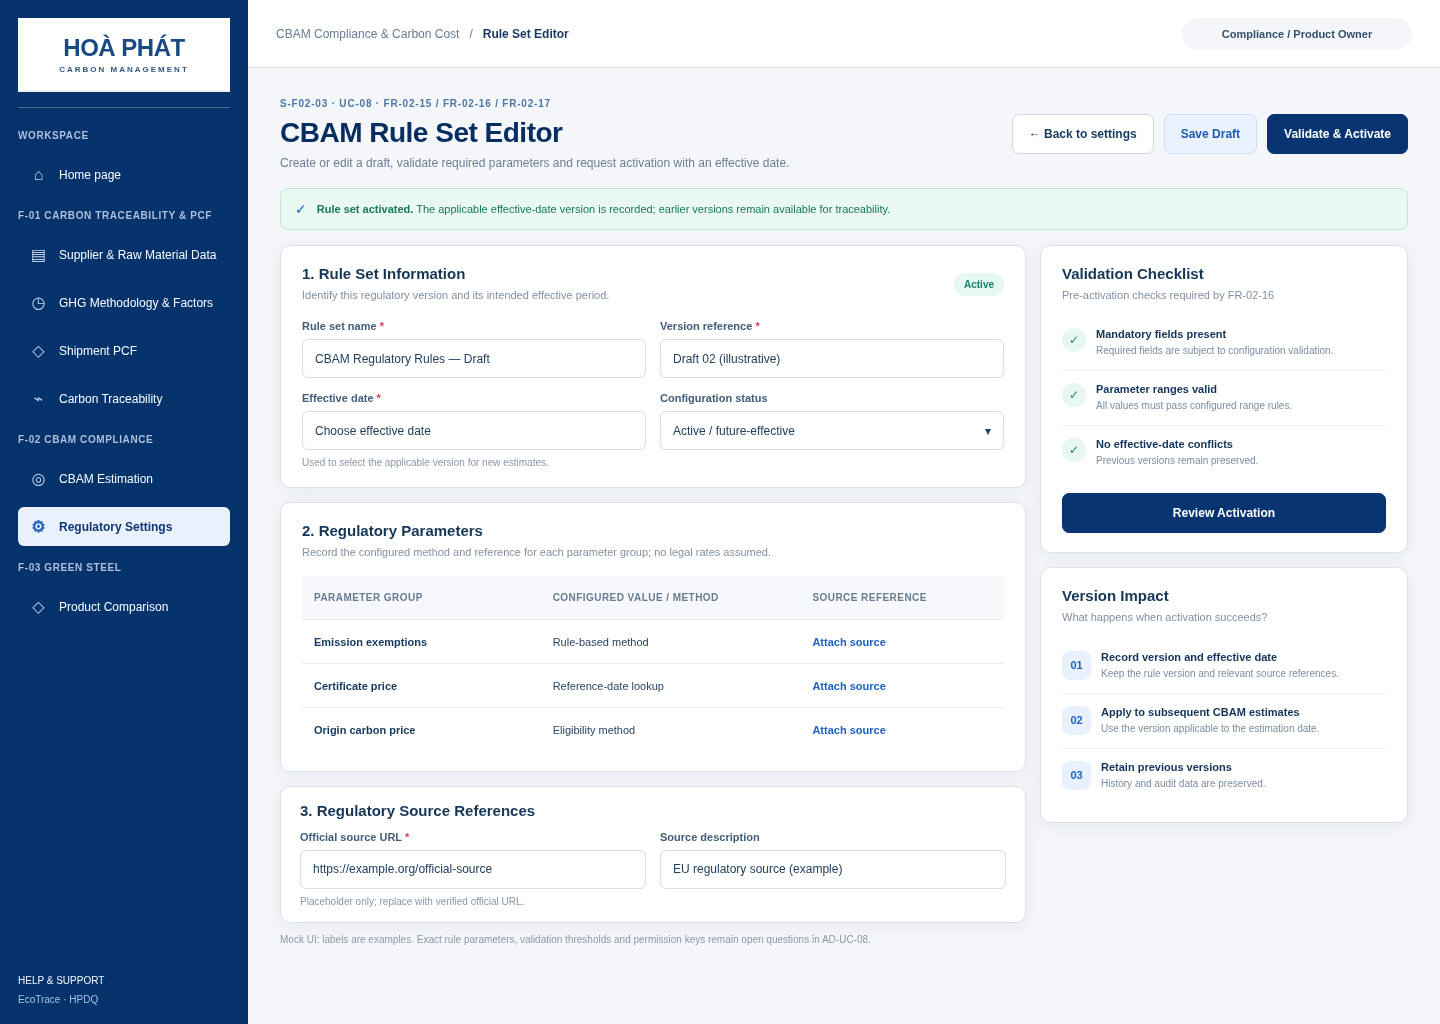 HOÀ PHÁT
CARBON MANAGEMENT
WORKSPACE
Home page
F-01 CARBON TRACEABILITY & PCF
Supplier & Raw Material Data
GHG Methodology & Factors
Shipment PCF
Carbon Traceability
F-02 CBAM COMPLIANCE
CBAM Estimation
Regulatory Settings
F-03 GREEN STEEL
Product Comparison
HELP & SUPPORT
EcoTrace · HPDQ
CBAM Compliance & Carbon Cost / Rule Set Editor
Compliance / Product Owner
S-F02-03 · UC-08 · FR-02-15 / FR-02-16 / FR-02-17
CBAM Rule Set Editor
Create or edit a draft, validate required parameters and request activation with an effective date.
← Back to settings
Save Draft
Validate & Activate
✓ Rule set activated. The applicable effective-date version is recorded; earlier versions remain available for traceability.
1. Rule Set Information
Identify this regulatory version and its intended effective period.
Active
Rule set name *
Version reference *
CBAM Regulatory Rules — Draft
Draft 02 (illustrative)
Effective date *
Configuration status
Choose effective date
Active / future-effective ▾
Used to select the applicable version for new estimates.
2. Regulatory Parameters
Record the configured method and reference for each parameter group; no legal rates assumed.
PARAMETER GROUP CONFIGURED VALUE / METHOD SOURCE REFERENCE
Emission exemptions Rule-based method Attach source
Certificate price Reference-date lookup Attach source
Origin carbon price Eligibility method Attach source
3. Regulatory Source References
Official source URL *
Source description
https://example.org/official-source
EU regulatory source (example)
Placeholder only; replace with verified official URL.
Mock UI: labels are examples. Exact rule parameters, validation thresholds and permission keys remain open questions in AD-UC-08.
Validation Checklist
Pre-activation checks required by FR-02-16
✓ Mandatory fields present
Required fields are subject to configuration validation.
✓ Parameter ranges valid
All values must pass configured range rules.
✓ No effective-date conflicts
Previous versions remain preserved.
Review Activation
Version Impact
What happens when activation succeeds?
01 Record version and effective date
Keep the rule version and relevant source references.
02 Apply to subsequent CBAM estimates
Use the version applicable to the estimation date.
03 Retain previous versions
History and audit data are preserved.